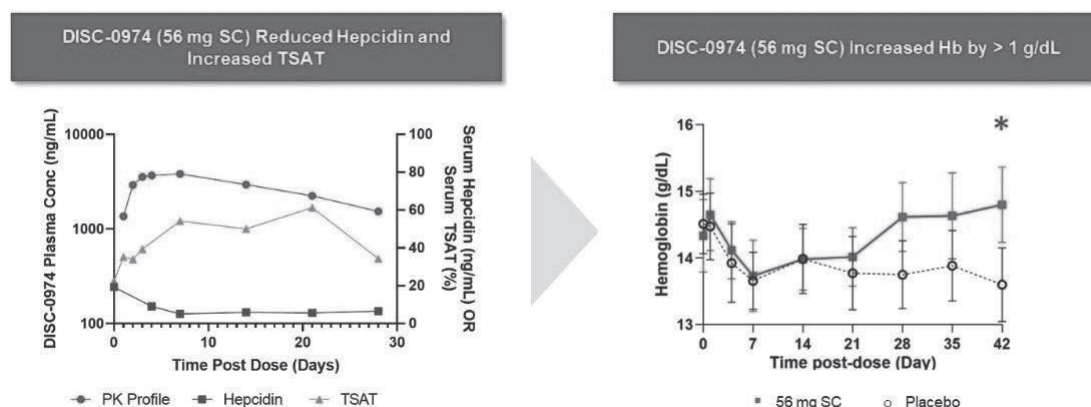 DISC-0974 (56 mg SC) Reduced Hepcidin and
Increased TSAT
DISC-0974 Plasma Conc (ng/mL)
10000
1000
100
100
80
60
40
20
0
Serum Hepcidin (ng/mL) OR
Serum TSAT (%)
0
10
20
30
Time Post Dose (Days)
PK Profile
Hepcidin
TSAT
DISC-0974 (56 mg SC) Increased Hb by > 1 g/dL
Hemoglobin (g/dL)
16
15
14
13
*
0
7
14
21
28
35
42
Time post-dose (Day)
56 mg SC
Placebo